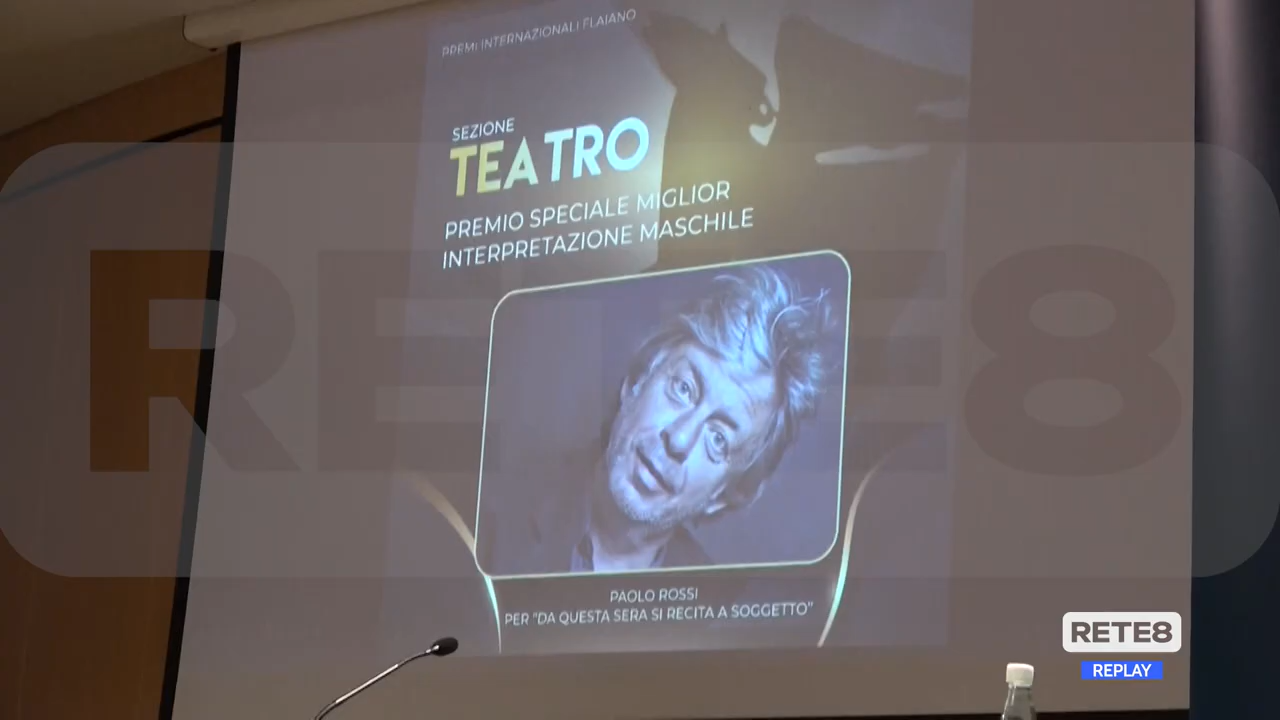 PREMI INTERNAZIONALI FLAIANO
SEZIONE
TEATRO
PREMIO SPECIALE MIGLIOR
INTERPRETAZIONE MASCHILE
RETE8
PAOLO ROSSI
PER "DA QUESTA SERA SI RECITA A SOGGETTO"
RETE8
REPLAY